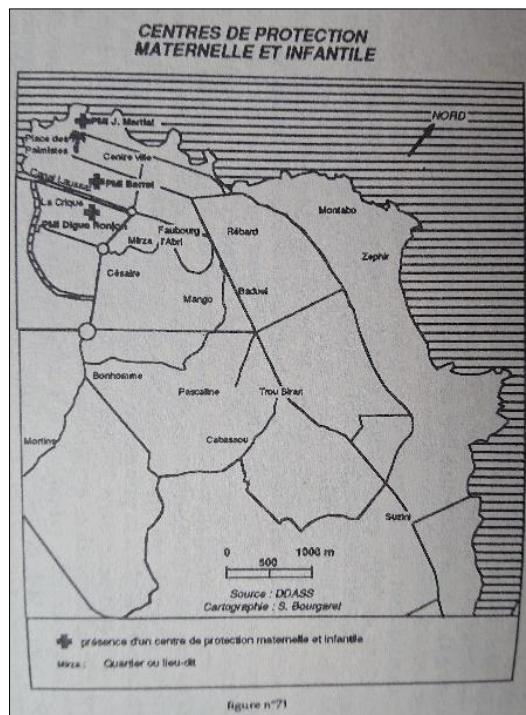 CENTRES DE PROTECTION
MATERNELLE ET INFANTILE
NORD
PMI J. Martial
Place des
Palmistes
Centre ville
Canal Laussat
PMI Barrat
La Crique
PMI Digue Ronjon
Mirza
Faubourg
l'Abri
Rébard
Montabo
Zephir
Césaire
Mango
Baduel
Bonhomme
Pascaline
Trou Biran
Mortins
Cabassou
Suzini
0 1000 m
500
Source : DDASS
Cartographie : S. Bourgarel
présence d'un centre de protection maternelle et infantile
Mirza : Quartier ou lieu-dit
figure n°71